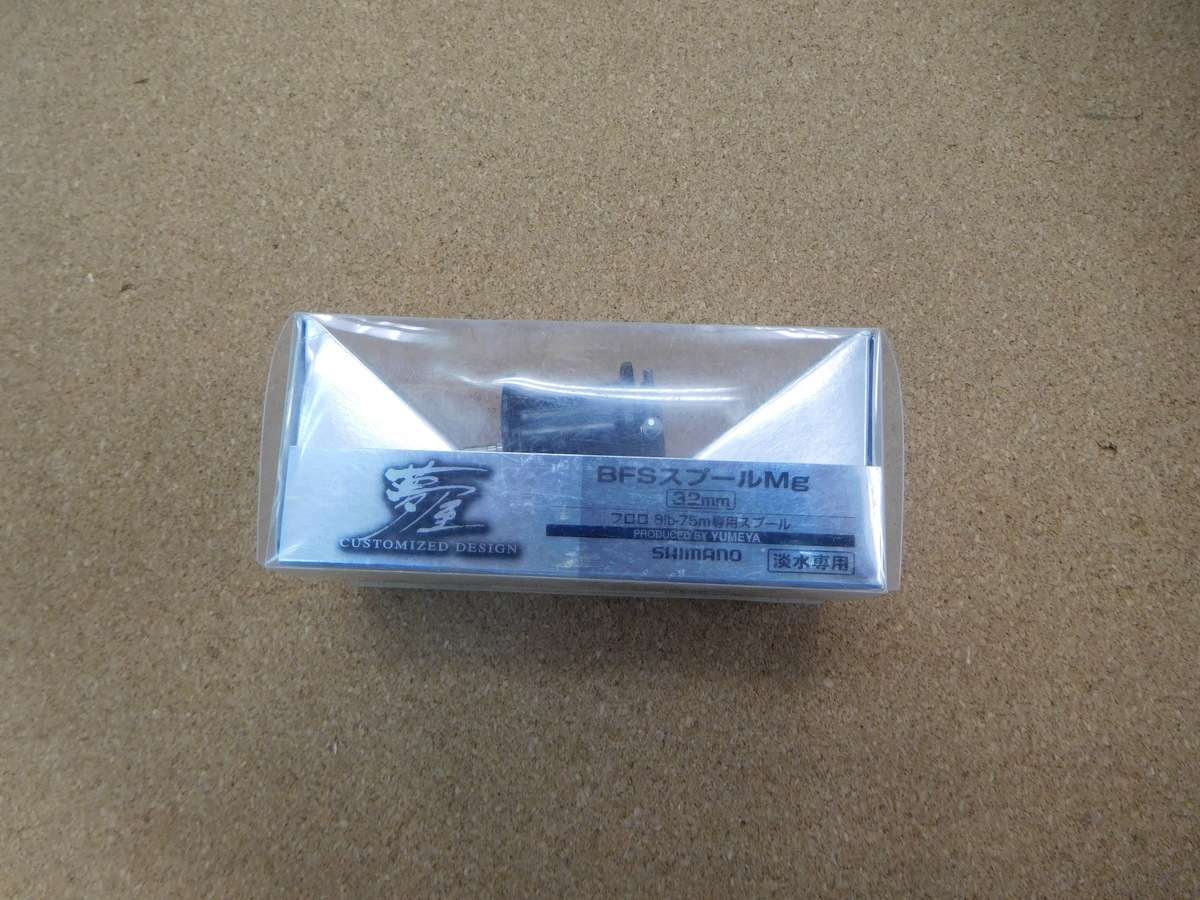 夢屋
CUSTOMIZED DESIGN
BFSスプールMg
32mm
フロロ 8lb-75m専用スプール
PRODUCED BY YUMEYA
SHIMANO
淡水専用